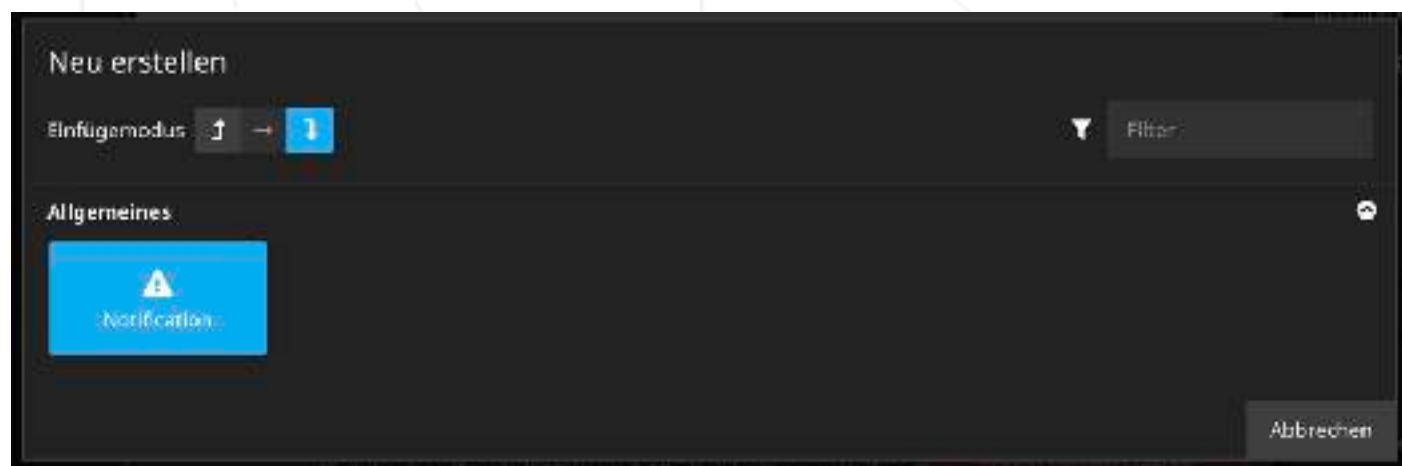 Neu erstellen
Einfügemodus
Filter
Allgemeines
Notification
Abbrechen